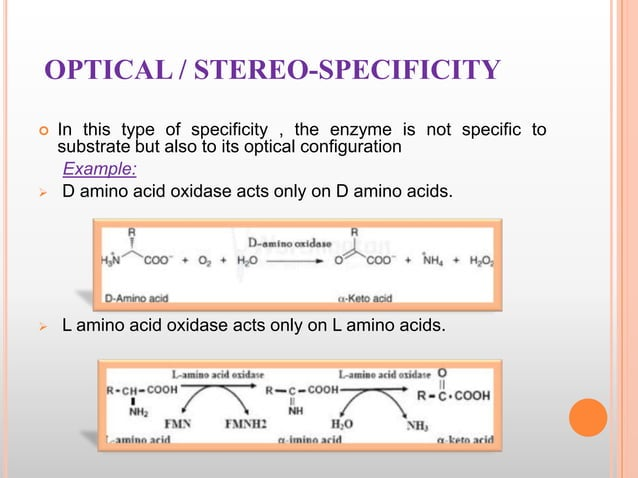 OPTICAL / STEREO-SPECIFICITY
In this type of specificity , the enzyme is not specific to
substrate but also to its optical configuration
Example:
D amino acid oxidase acts only on D amino acids.
R R
D-amino oxidase
H₃N⁺ COO⁻ + O₂ + H₂O O COO⁻ + NH₄⁺ + H₂O₂
D-Amino acid α-Keto acid
L amino acid oxidase acts only on L amino acids.
L-amino acid oxidase L-amino acid oxidase O
R-CH-COOH R-C-COOH R-C·COOH
NH₂ NH
FMN FMNH2 H₂O NH₃
L-amino acid α-imino acid α-keto acid